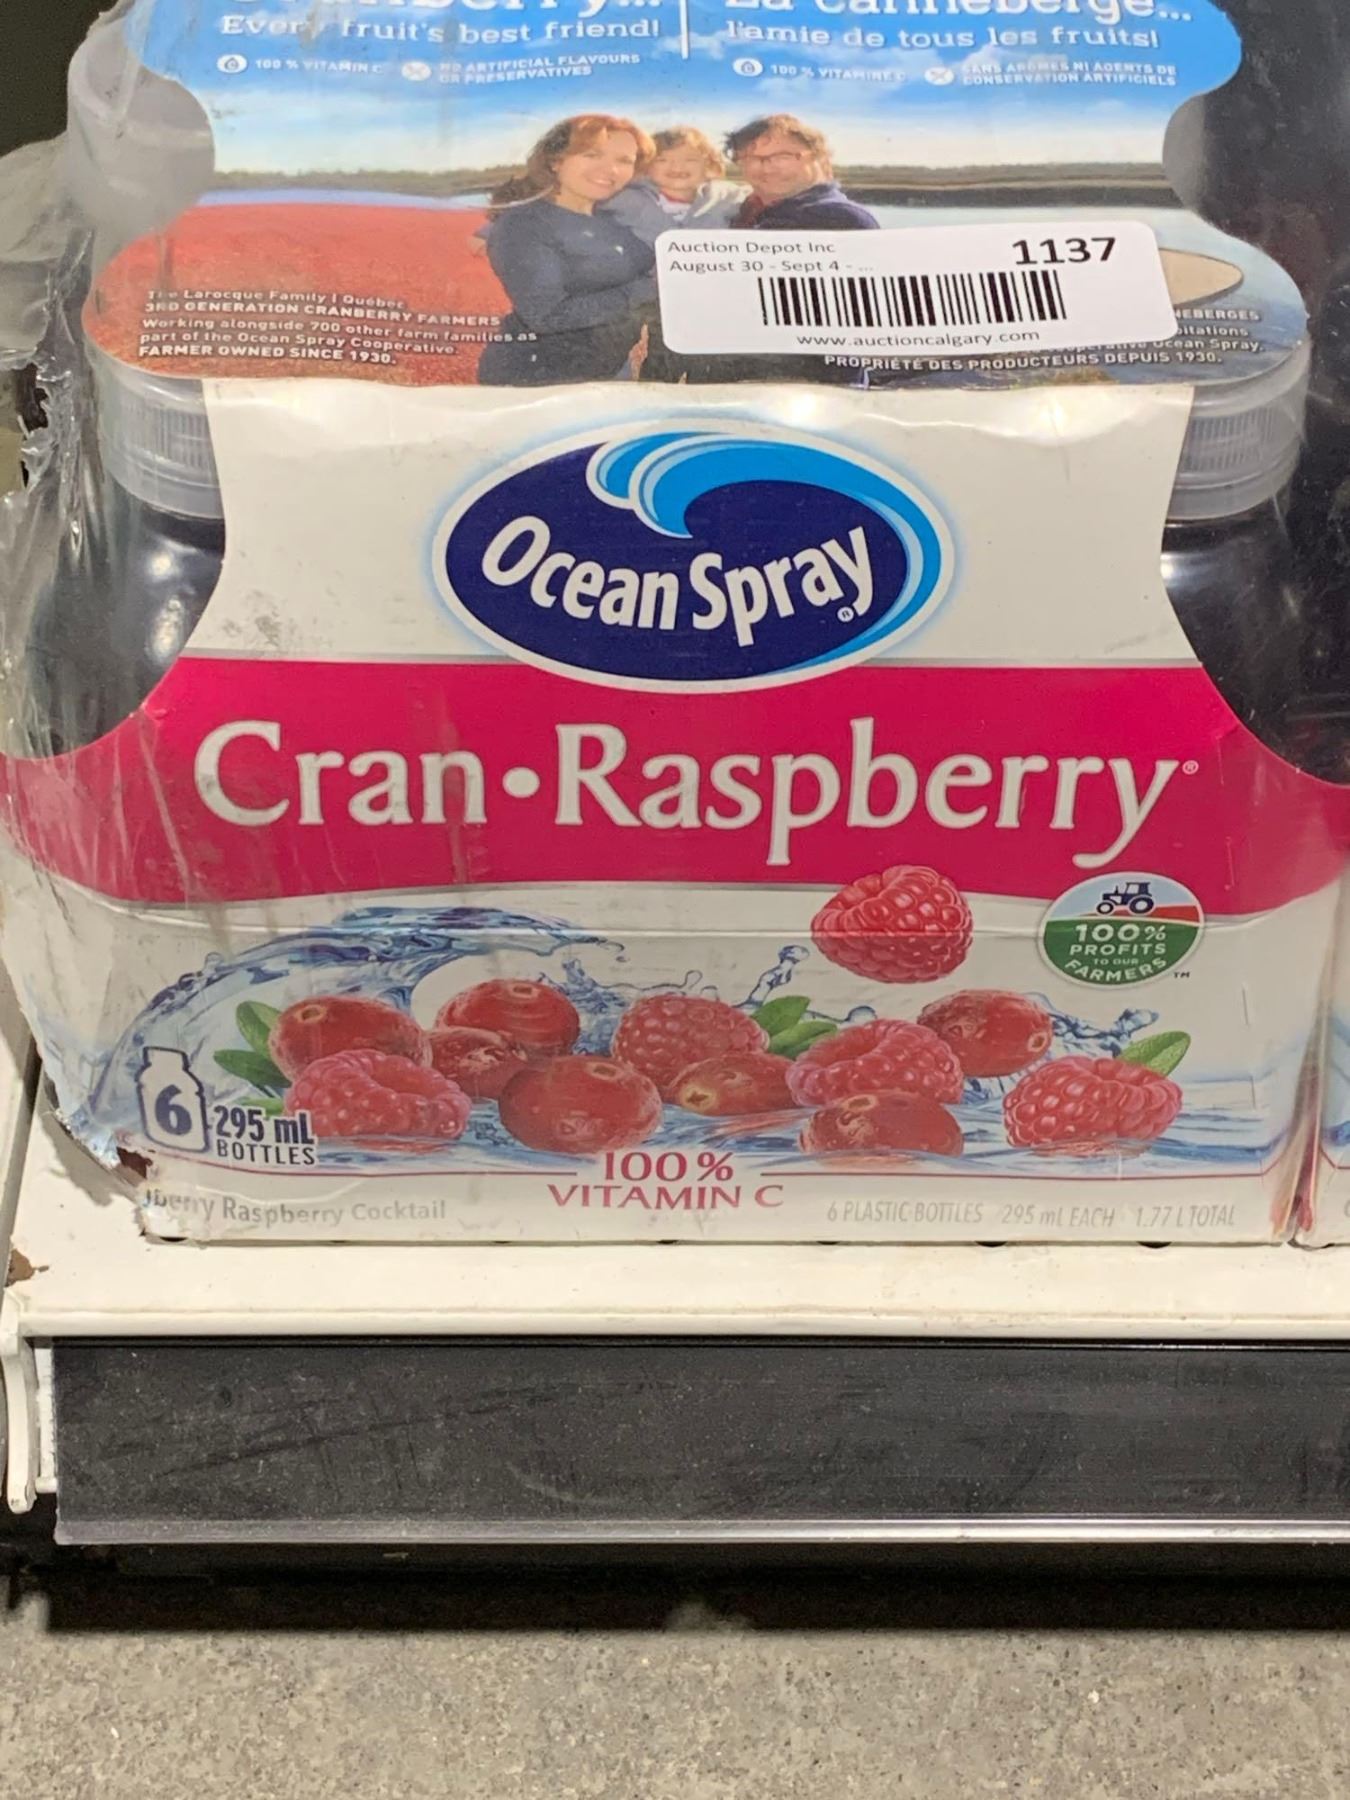 Every fruit's best friend!
100 % VITAMIN C
NO ARTIFICIAL FLAVOURS
OR PRESERVATIVES
La canneberge...
l'amie de tous les fruits!
100 % VITAMINE C
SANS ARÔMES NI AGENTS DE
CONSERVATION ARTIFICIELS
The Larocque Family | Québec
3RD GENERATION CRANBERRY FARMERS
Working alongside 700 other farm families as
part of the Ocean Spray Cooperative.
FARMER OWNED SINCE 1930.
Auction Depot Inc
August 30 - Sept 4 - ...
1137
www.auctioncalgary.com
Ocean Spray,
PROPRIÉTÉ DES PRODUCTEURS DEPUIS 1930.
Ocean Spray®
Cran•Raspberry®
100%
PROFITS
TO OUR
FARMERS™
6 295 mL
BOTTLES
100%
VITAMIN C
Raspberry Cocktail
6 PLASTIC BOTTLES 295 mL EACH 1.77 L TOTAL